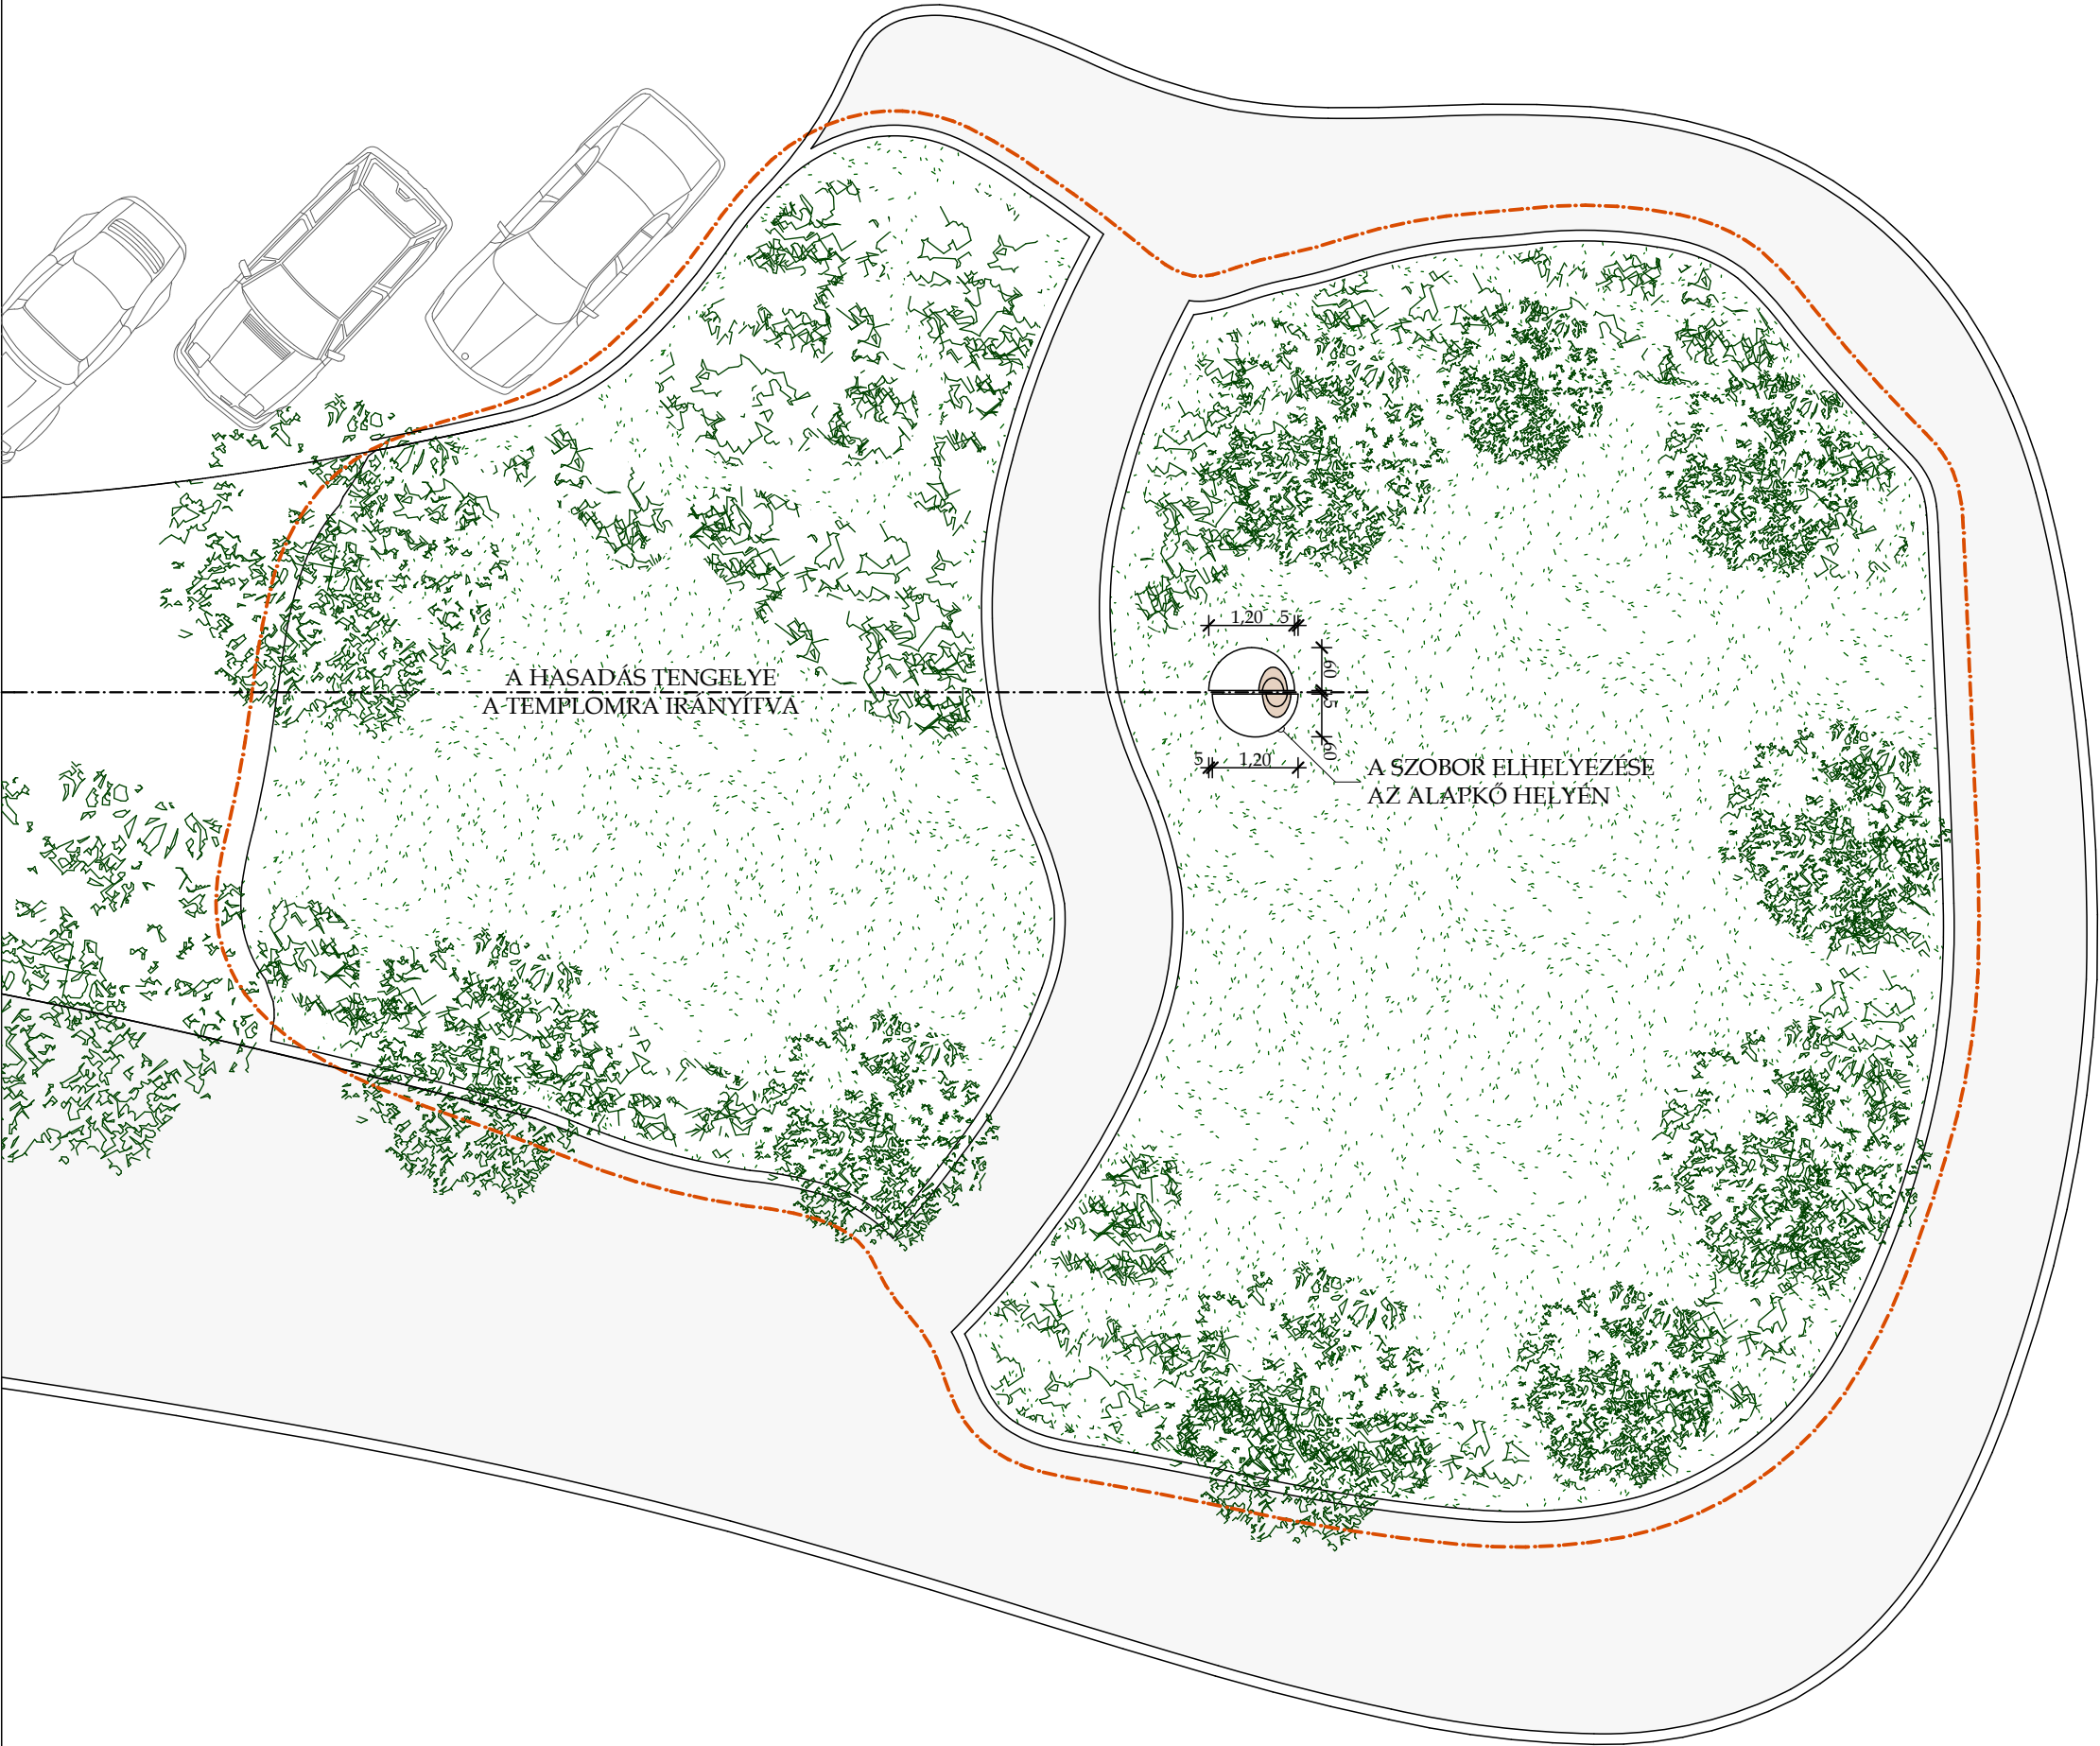 1,20 5
60
A HASADÁS TENGELYE
A TEMPLOMRA IRÁNYÍTVA
5
60
5 1,20
A SZOBOR ELHELYEZÉSE
AZ ALAPKŐ HELYÉN